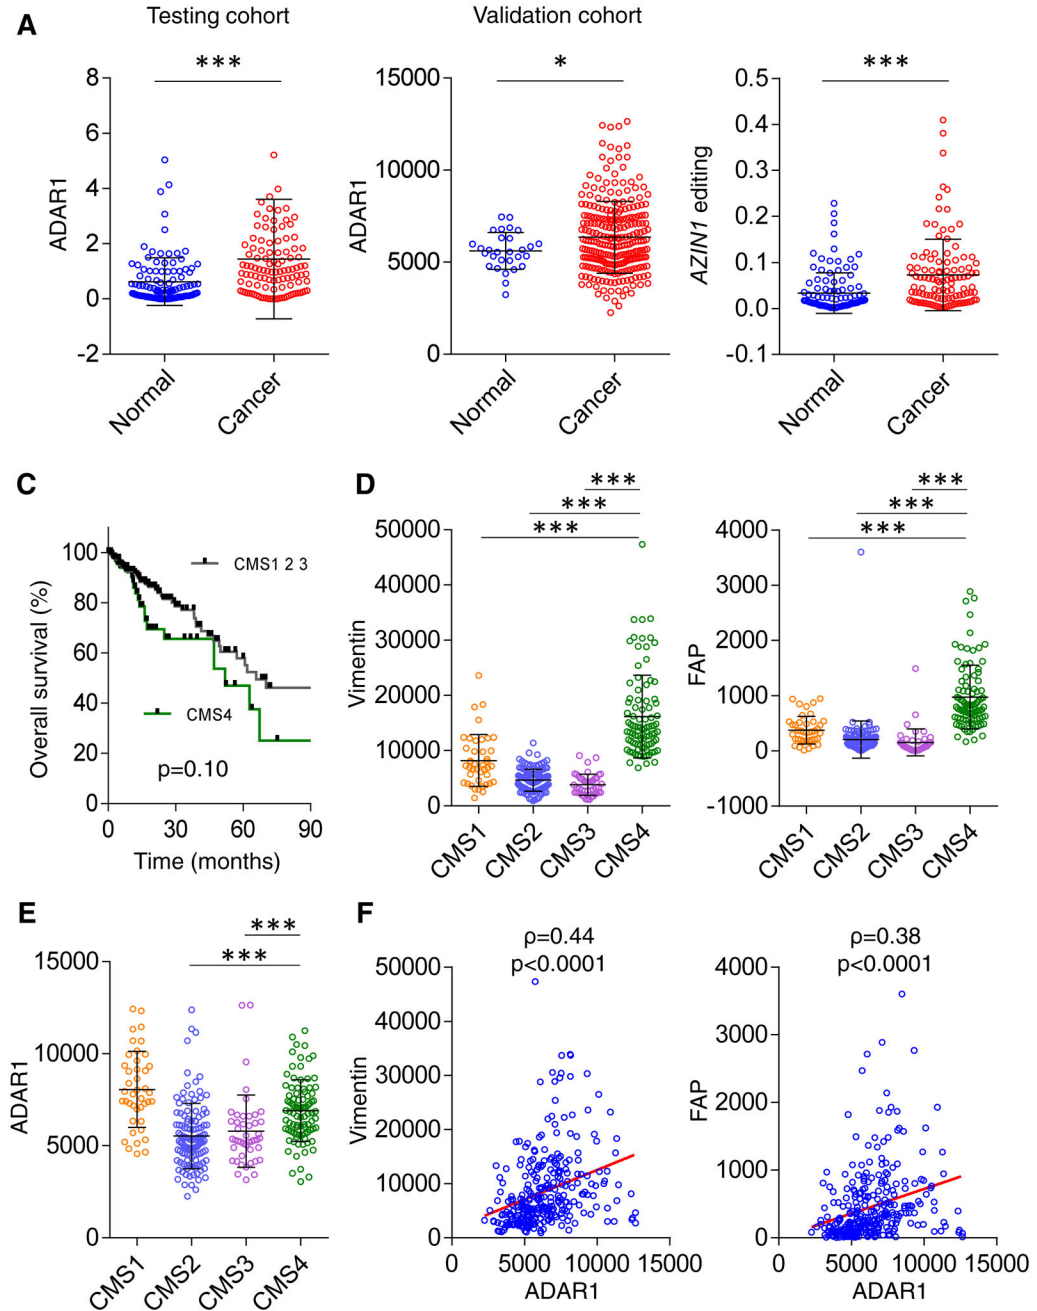 A
Testing cohort
Validation cohort
***
*
***
ADAR1
8
6
4
2
0
-2
Normal
Cancer
ADAR1
15000
10000
5000
0
Normal
Cancer
AZIN1 editing
0.5
0.4
0.3
0.2
0.1
0.0
-0.1
Normal
Cancer
C
Overall survival (%)
100
80
60
40
20
0
CMS1 2 3
CMS4
p=0.10
0 30 60 90
Time (months)
D
***
***
***
Vimentin
50000
40000
30000
20000
10000
0
CMS1
CMS2
CMS3
CMS4
***
***
***
FAP
4000
3000
2000
1000
0
-1000
CMS1
CMS2
CMS3
CMS4
E
***
***
ADAR1
15000
10000
5000
0
CMS1
CMS2
CMS3
CMS4
F
ρ=0.44
p<0.0001
Vimentin
50000
40000
30000
20000
10000
0
0 5000 10000 15000
ADAR1
ρ=0.38
p<0.0001
FAP
4000
3000
2000
1000
0
0 5000 10000 15000
ADAR1